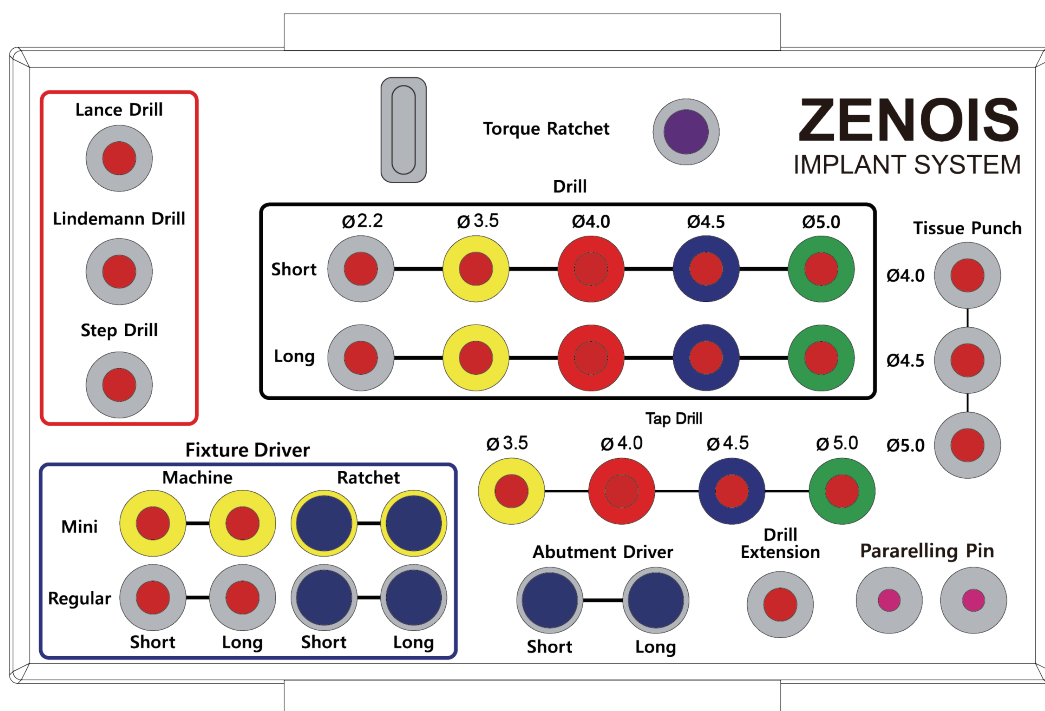 Lance Drill
Lindemann Drill
Step Drill
Torque Ratchet
ZENOIS
IMPLANT SYSTEM
Drill
Ø2.2 Ø3.5 Ø4.0 Ø4.5 Ø5.0
Short
Long
Tissue Punch
Ø4.0
Ø4.5
Ø5.0
Tap Drill
Ø3.5 Ø4.0 Ø4.5 Ø5.0
Fixture Driver
Machine Ratchet
Mini
Regular
Short Long Short Long
Abutment Driver
Short Long
Drill
Extension
Pararelling Pin